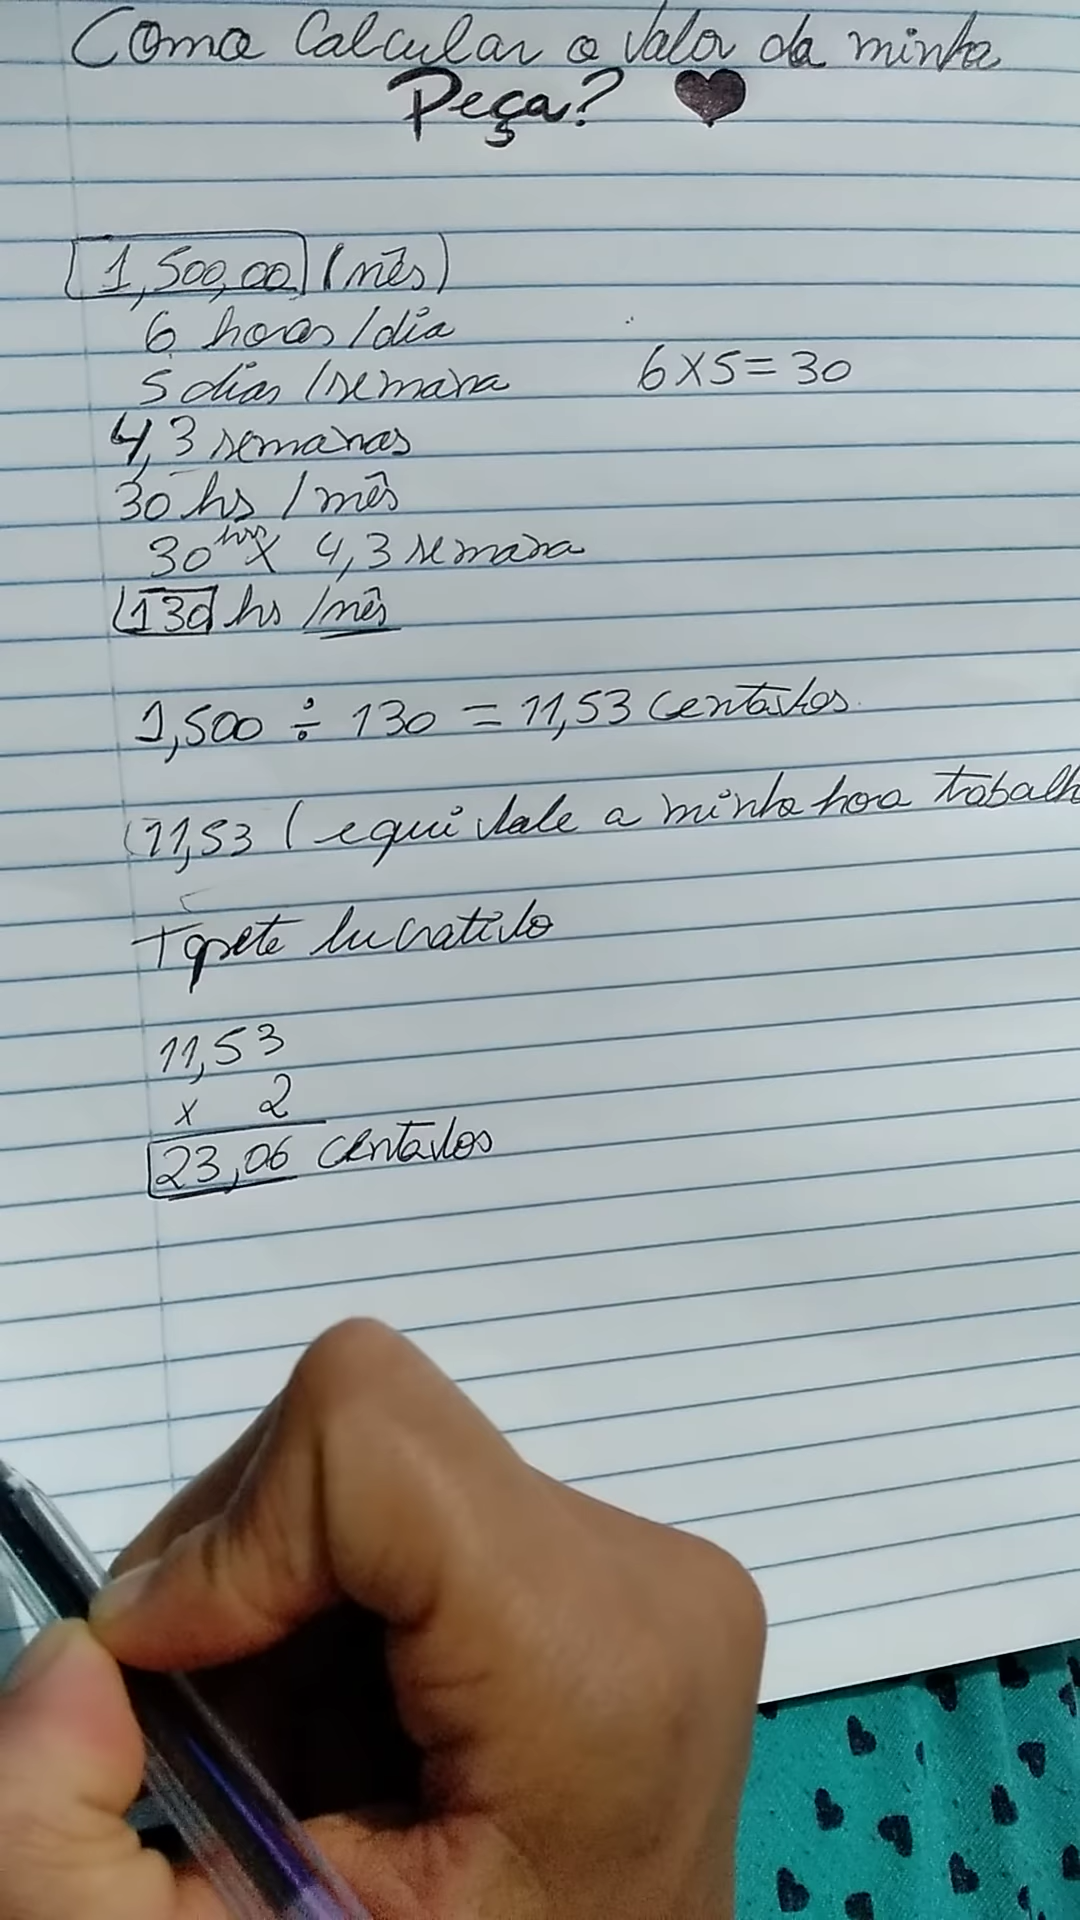 Como Calcular o Valor da minha
Peça?
1,500,00 (mês)
6 horas/dia
5 dias/semana 6x5=30
4,3 semanas
30 hs/mês
30 hrs x 4,3 semana
130 hs/mês
1,500 ÷ 130 = 11,53 centavos.
11,53 (equivale a minha hora trabalh
Tapete lucrativo
11,53
x 2
23,06 centavos